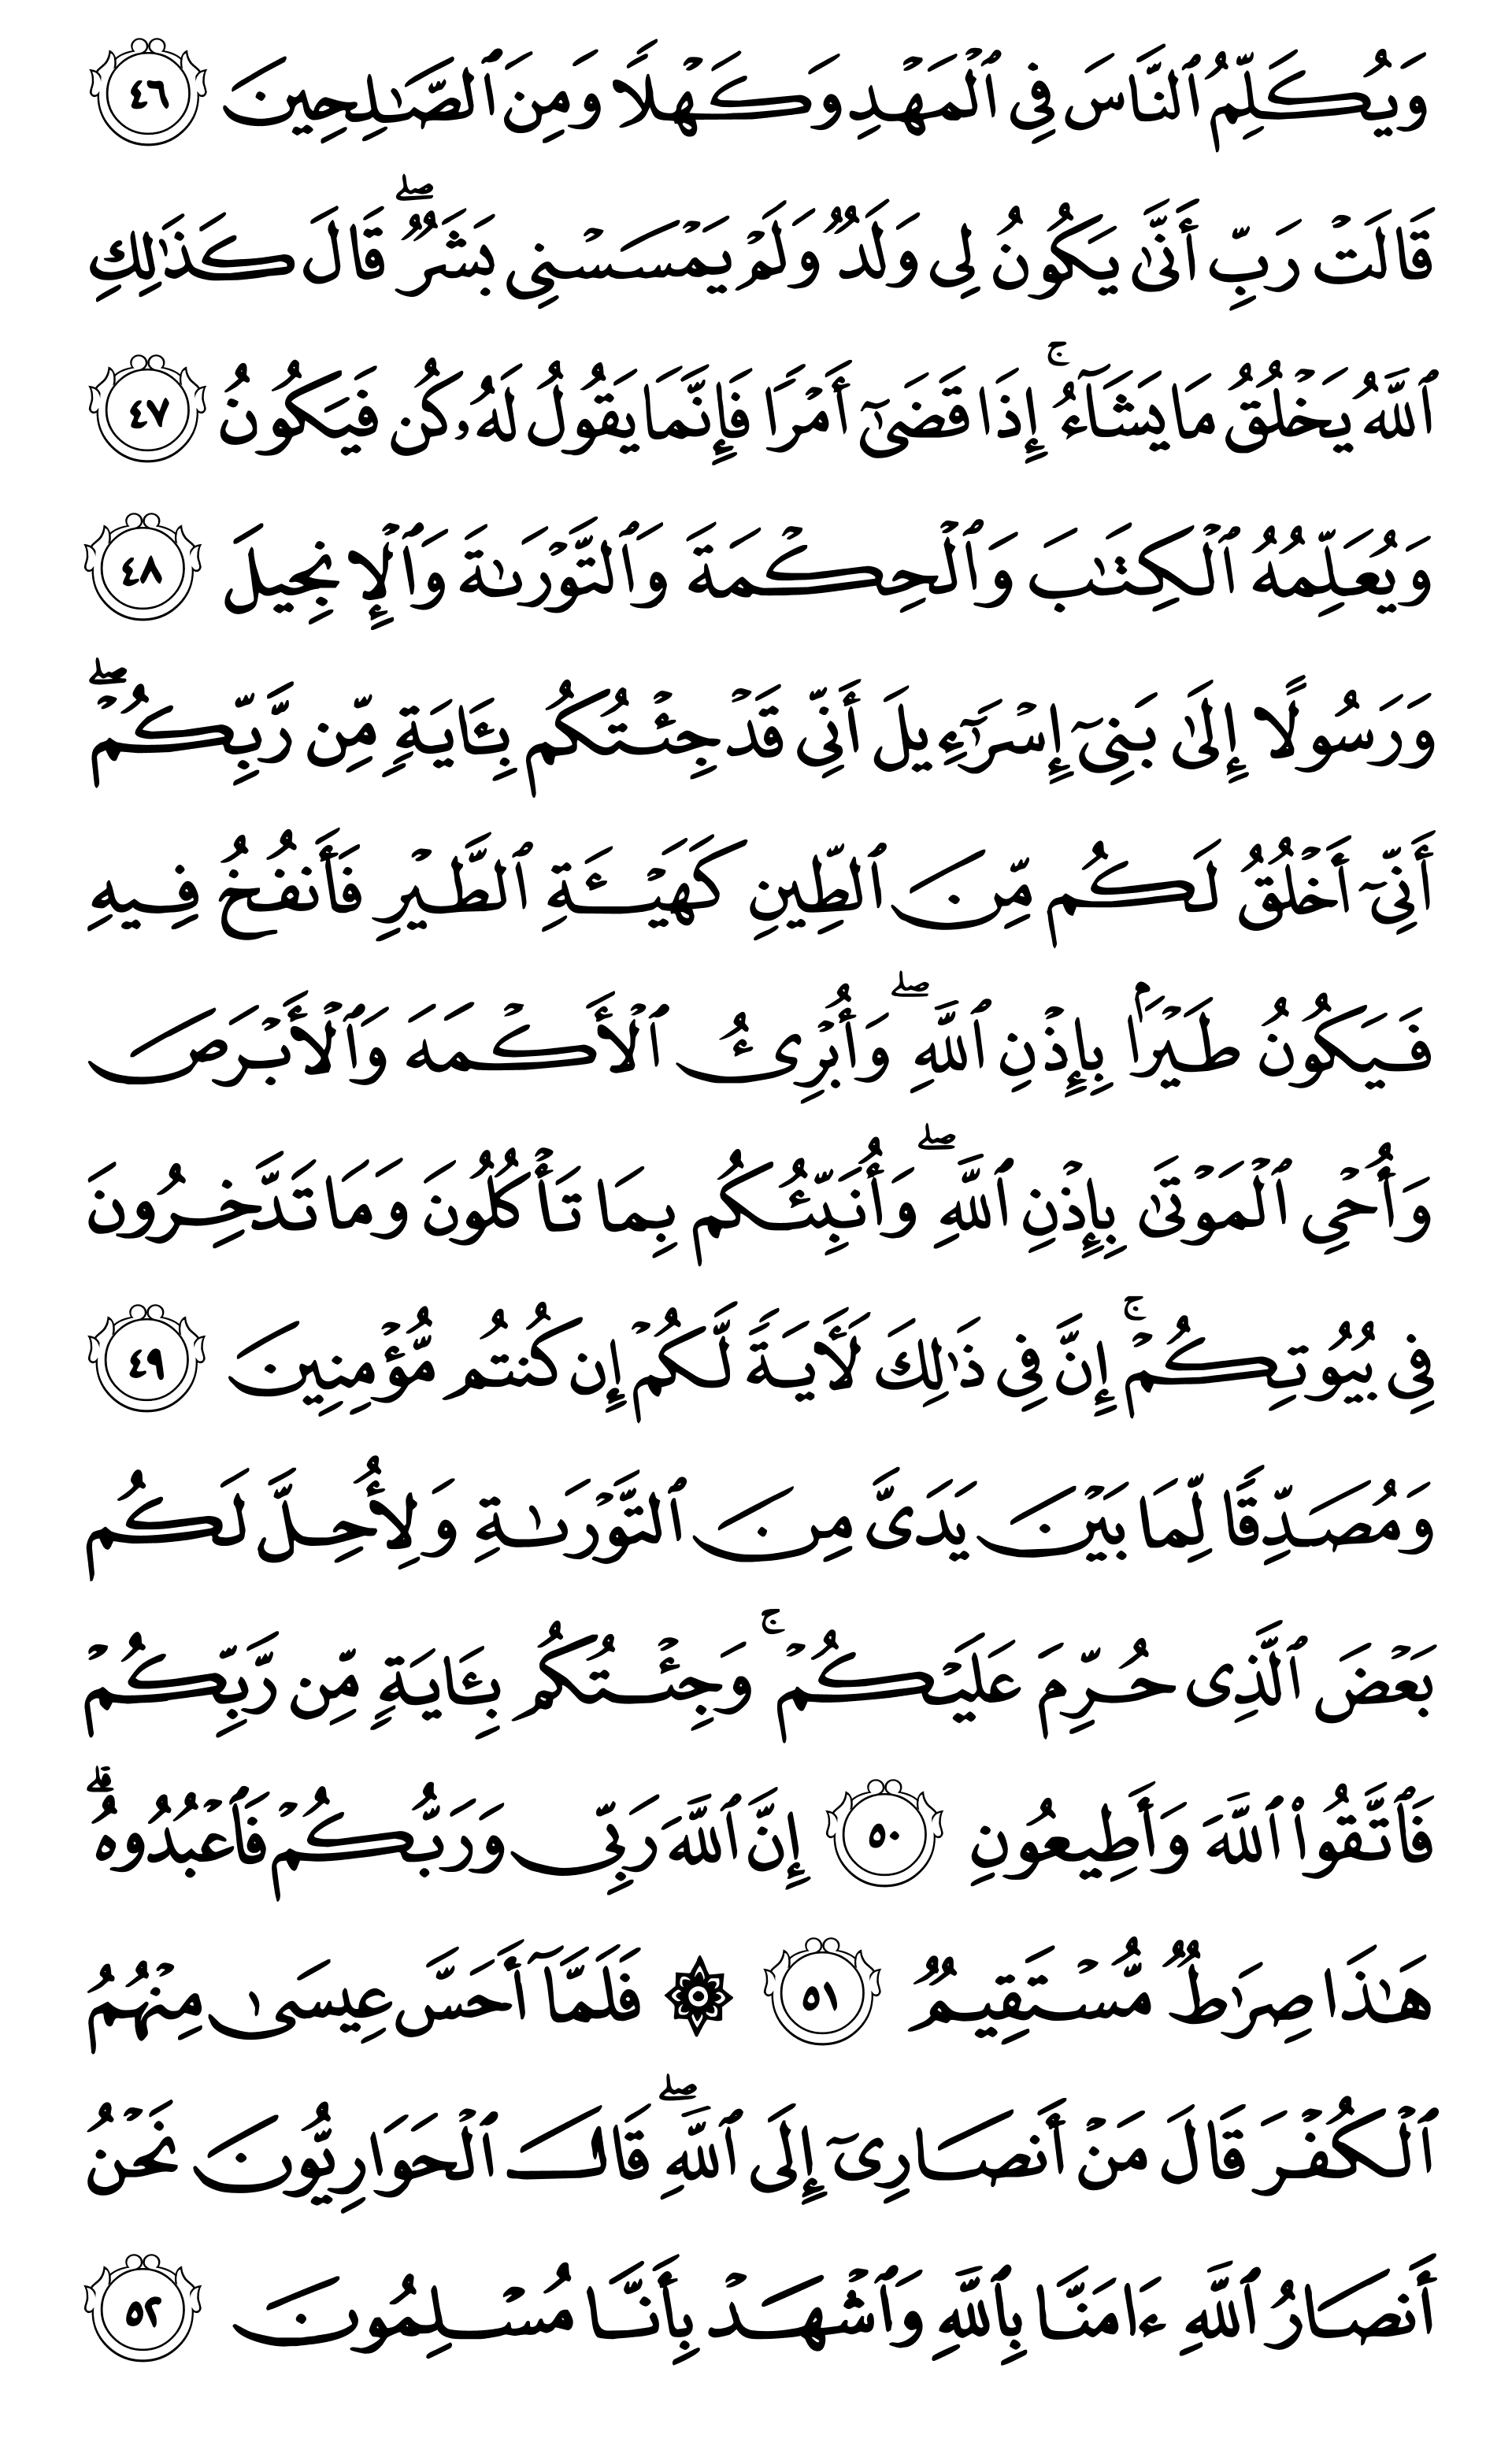 وَيُكَلِّمُ ٱلنَّاسَ فِى ٱلْمَهْدِ وَكَهْلًا وَمِنَ ٱلصَّـٰلِحِينَ ٤٦
قَالَتْ رَبِّ أَنَّىٰ يَكُونُ لِى وَلَدٌ وَلَمْ يَمْسَسْنِى بَشَرٌ ۖ قَالَ كَذَٰلِكِ
ٱللَّهُ يَخْلُقُ مَا يَشَآءُ ۚ إِذَا قَضَىٰٓ أَمْرًا فَإِنَّمَا يَقُولُ لَهُۥ كُن فَيَكُونُ ٤٧
وَيُعَلِّمُهُ ٱلْكِتَـٰبَ وَٱلْحِكْمَةَ وَٱلتَّوْرَىٰةَ وَٱلْإِنجِيلَ ٤٨
وَرَسُولًا إِلَىٰ بَنِىٓ إِسْرَٰٓءِيلَ أَنِّى قَدْ جِئْتُكُم بِـَٔايَةٍ مِّن رَّبِّكُمْ ۖ
أَنِّىٓ أَخْلُقُ لَكُم مِّنَ ٱلطِّينِ كَهَيْـَٔةِ ٱلطَّيْرِ فَأَنفُخُ فِيهِ
فَيَكُونُ طَيْرًۢا بِإِذْنِ ٱللَّهِ ۖ وَأُبْرِئُ ٱلْأَكْمَهَ وَٱلْأَبْرَصَ
وَأُحْىِ ٱلْمَوْتَىٰ بِإِذْنِ ٱللَّهِ ۖ وَأُنَبِّئُكُم بِمَا تَأْكُلُونَ وَمَا تَدَّخِرُونَ
فِى بُيُوتِكُمْ ۚ إِنَّ فِى ذَٰلِكَ لَـَٔايَةً لَّكُمْ إِن كُنتُم مُّؤْمِنِينَ ٤٩
وَمُصَدِّقًا لِّمَا بَيْنَ يَدَىَّ مِنَ ٱلتَّوْرَىٰةِ وَلِأُحِلَّ لَكُم
بَعْضَ ٱلَّذِى حُرِّمَ عَلَيْكُمْ ۚ وَجِئْتُكُم بِـَٔايَةٍ مِّن رَّبِّكُمْ
فَٱتَّقُوا۟ ٱللَّهَ وَأَطِيعُونِ ٥٠ إِنَّ ٱللَّهَ رَبِّى وَرَبُّكُمْ فَٱعْبُدُوهُ ۗ
هَـٰذَا صِرَٰطٌ مُّسْتَقِيمٌ ٥١ ۞ فَلَمَّآ أَحَسَّ عِيسَىٰ مِنْهُمُ
ٱلْكُفْرَ قَالَ مَنْ أَنصَارِىٓ إِلَى ٱللَّهِ ۖ قَالَ ٱلْحَوَارِيُّونَ نَحْنُ
أَنصَارُ ٱللَّهِ ءَامَنَّا بِٱللَّهِ وَٱشْهَدْ بِأَنَّا مُسْلِمُونَ ٥٢